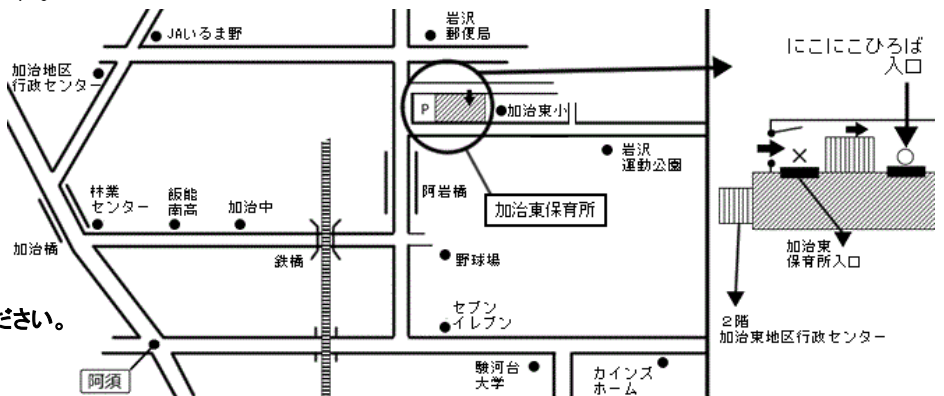 JAいるま野
岩沢
郵便局
加治地区
行政センター
P
加治東小
岩沢
運動公園
林業
センター
飯能
南高
加治中
阿岩橋
加治東保育所
加治橋
鉄橋
野球場
ださい。
セブン
イレブン
阿須
駿河台
大学
カインズ
ホーム
にこにこひろば
入口
加治東
保育所入口
2階
加治東地区行政センター